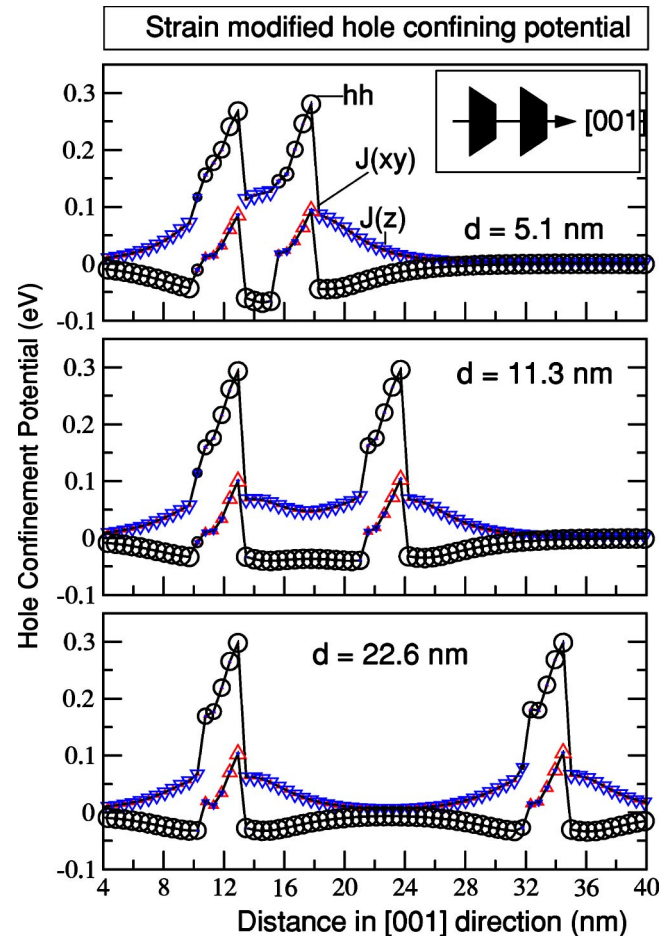 Strain modified hole confining potential
0.3
0.2
0.1
0
-0.1
hh
J(xy)
J(z)
[001]
d = 5.1 nm
0.3
0.2
0.1
0
-0.1
d = 11.3 nm
0.3
0.2
0.1
0
-0.1
d = 22.6 nm
4 8 12 16 20 24 28 32 36 40
Hole Confinement Potential (eV)
Distance in [001] direction (nm)